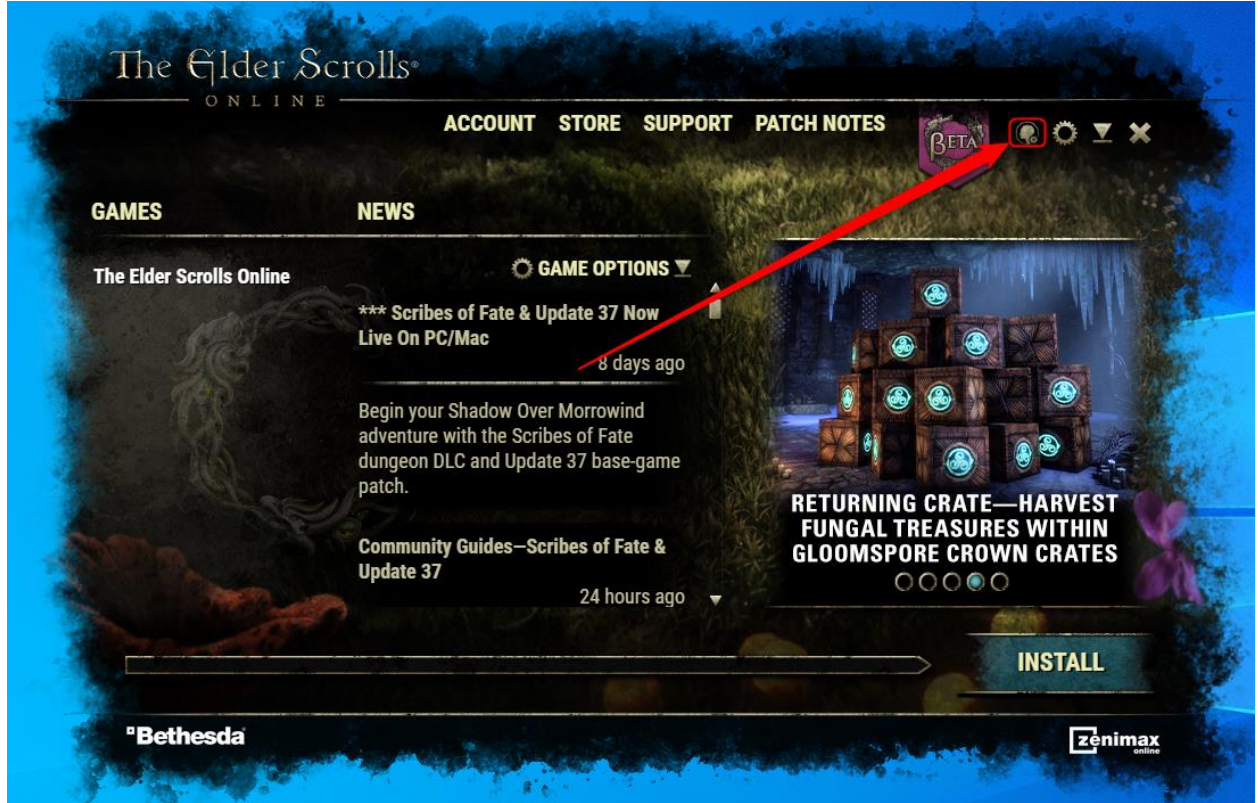 The Elder Scrolls®
ONLINE
ACCOUNT STORE SUPPORT PATCH NOTES
BETA
GAMES
NEWS
The Elder Scrolls Online
GAME OPTIONS
*** Scribes of Fate & Update 37 Now
Live On PC/Mac
8 days ago
Begin your Shadow Over Morrowind
adventure with the Scribes of Fate
dungeon DLC and Update 37 base-game
patch.
Community Guides—Scribes of Fate &
Update 37
24 hours ago
RETURNING CRATE—HARVEST
FUNGAL TREASURES WITHIN
GLOOMSPORE CROWN CRATES
INSTALL
Bethesda
zenimax
online